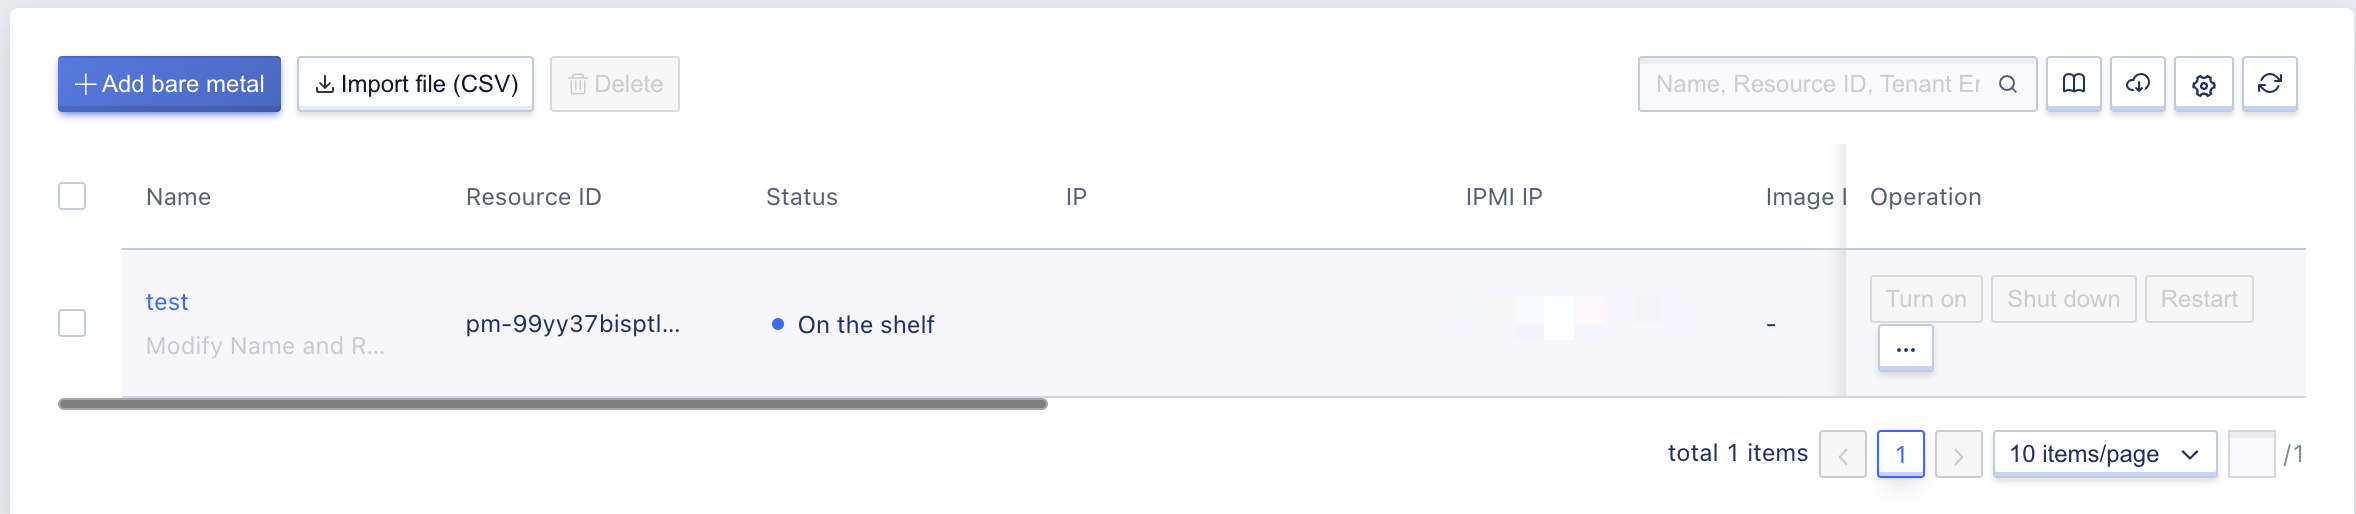 Add bare metal Import file (CSV) Delete Name, Resource ID, Tenant Er
Name Resource ID Status IP IPMI IP Image Operation
test
Modify Name and R...
pm-99yy37bisptl... On the shelf - Turn on Shut down Restart
...
total 1 items 1 10 items/page /1